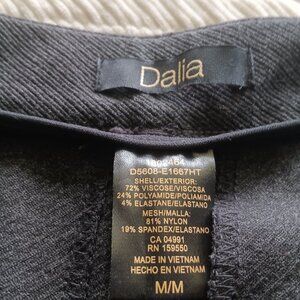 Dalia
D5608-E1667HT
SHELL/EXTERIOR:
72% VISCOSE/VISCOSA
24% POLYAMIDE/POLIAMIDA
4% ELASTANE/ELASTANO
MESH/MALLA:
81% NYLON
19% SPANDEX/ELASTANO
CA 04991
RN 159550
MADE IN VIETNAM
HECHO EN VIETNAM
M/M